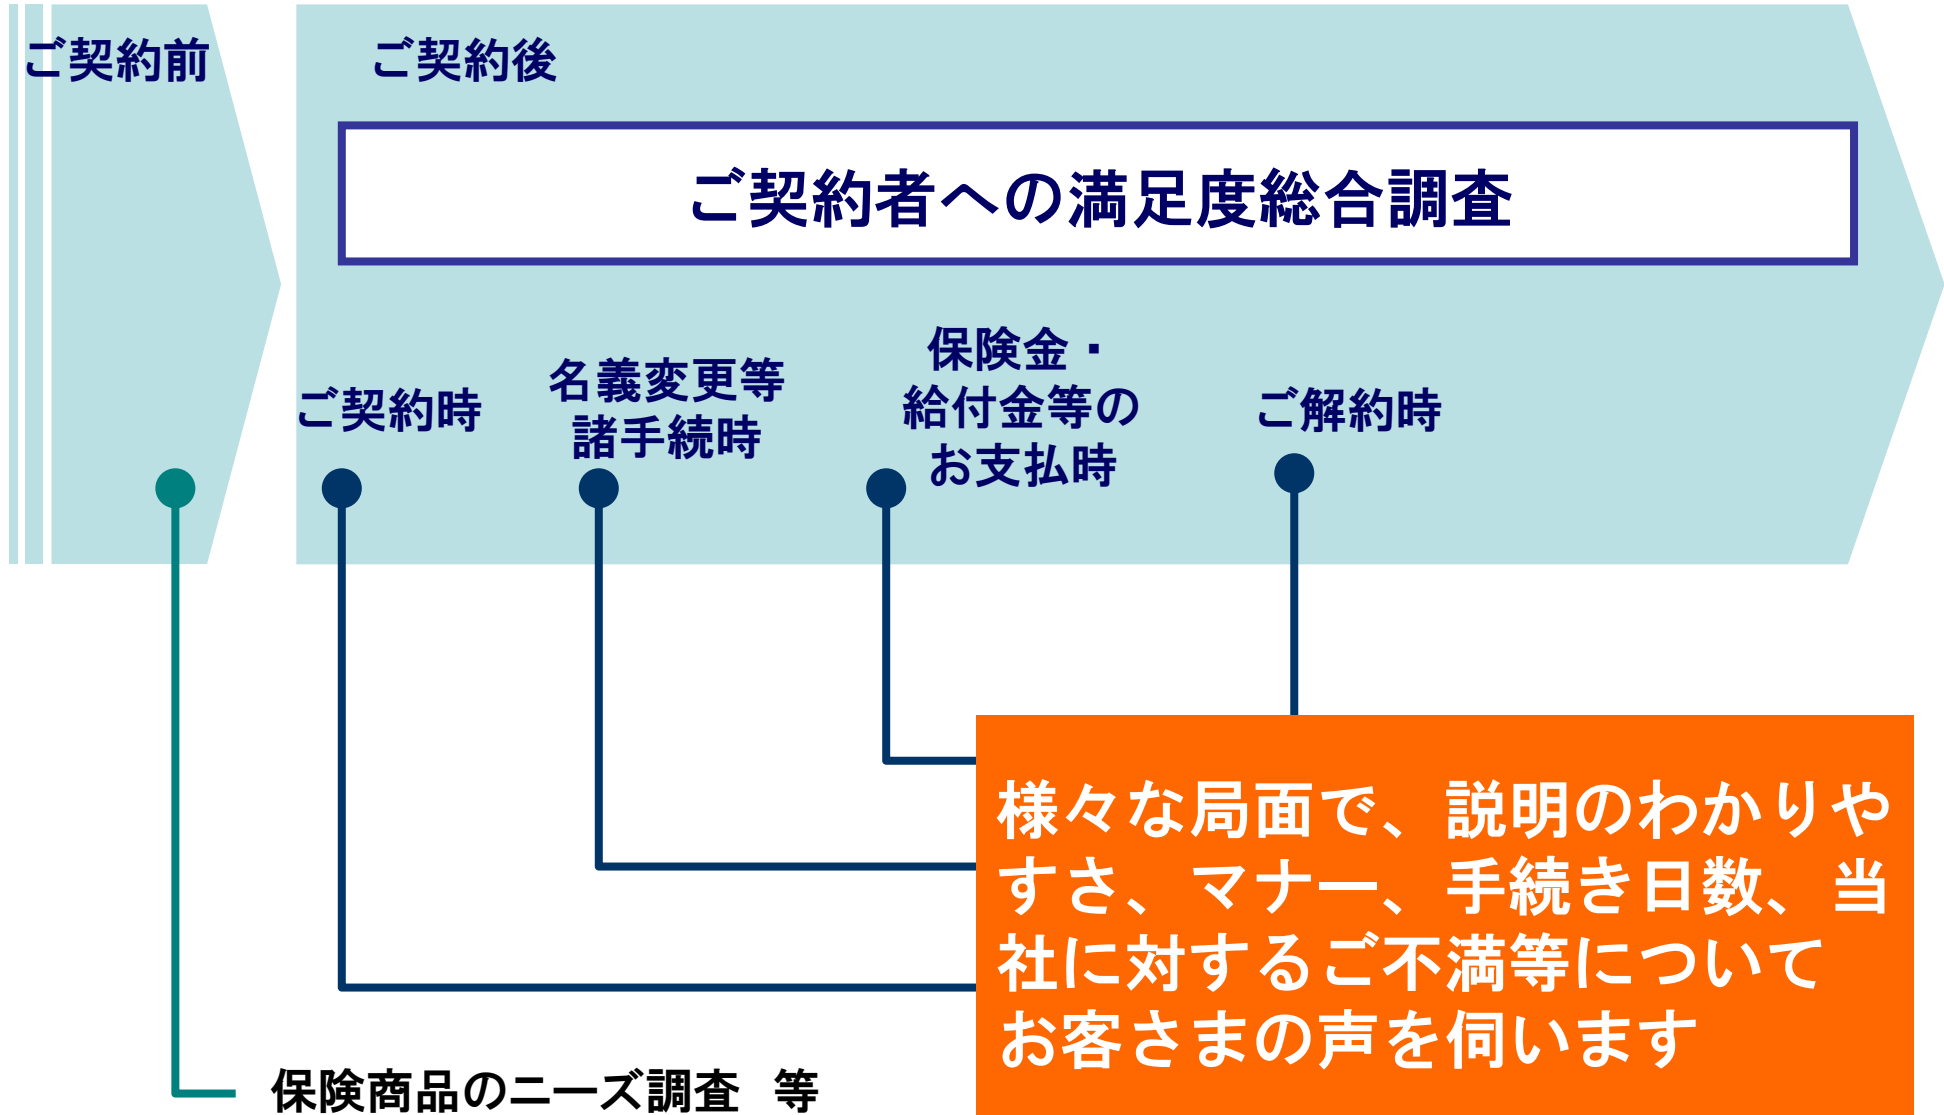 ご契約前
ご契約後
ご契約者への満足度総合調査
ご契約時
名義変更等
諸手続時
保険金・
給付金等の
お支払時
ご解約時
様々な局面で、説明のわかりや
すさ、マナー、手続き日数、当
社に対するご不満等について
お客さまの声を伺います
保険商品のニーズ調査　等